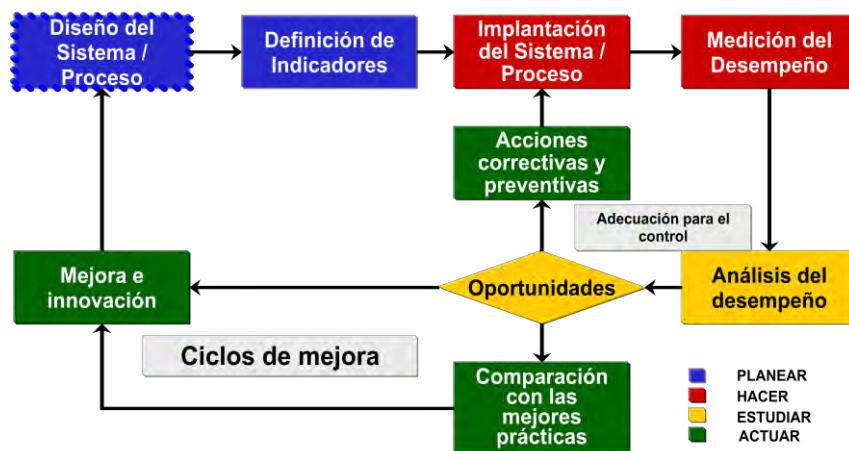 Diseño del
Sistema /
Proceso
Definición de
Indicadores
Implantación
del Sistema /
Proceso
Medición del
Desempeño
Acciones
correctivas y
preventivas
Adecuación para el
control
Mejora e
innovación
Oportunidades
Análisis del
desempeño
Ciclos de mejora
Comparación
con las
mejores
prácticas
PLANEAR
HACER
ESTUDIAR
ACTUAR